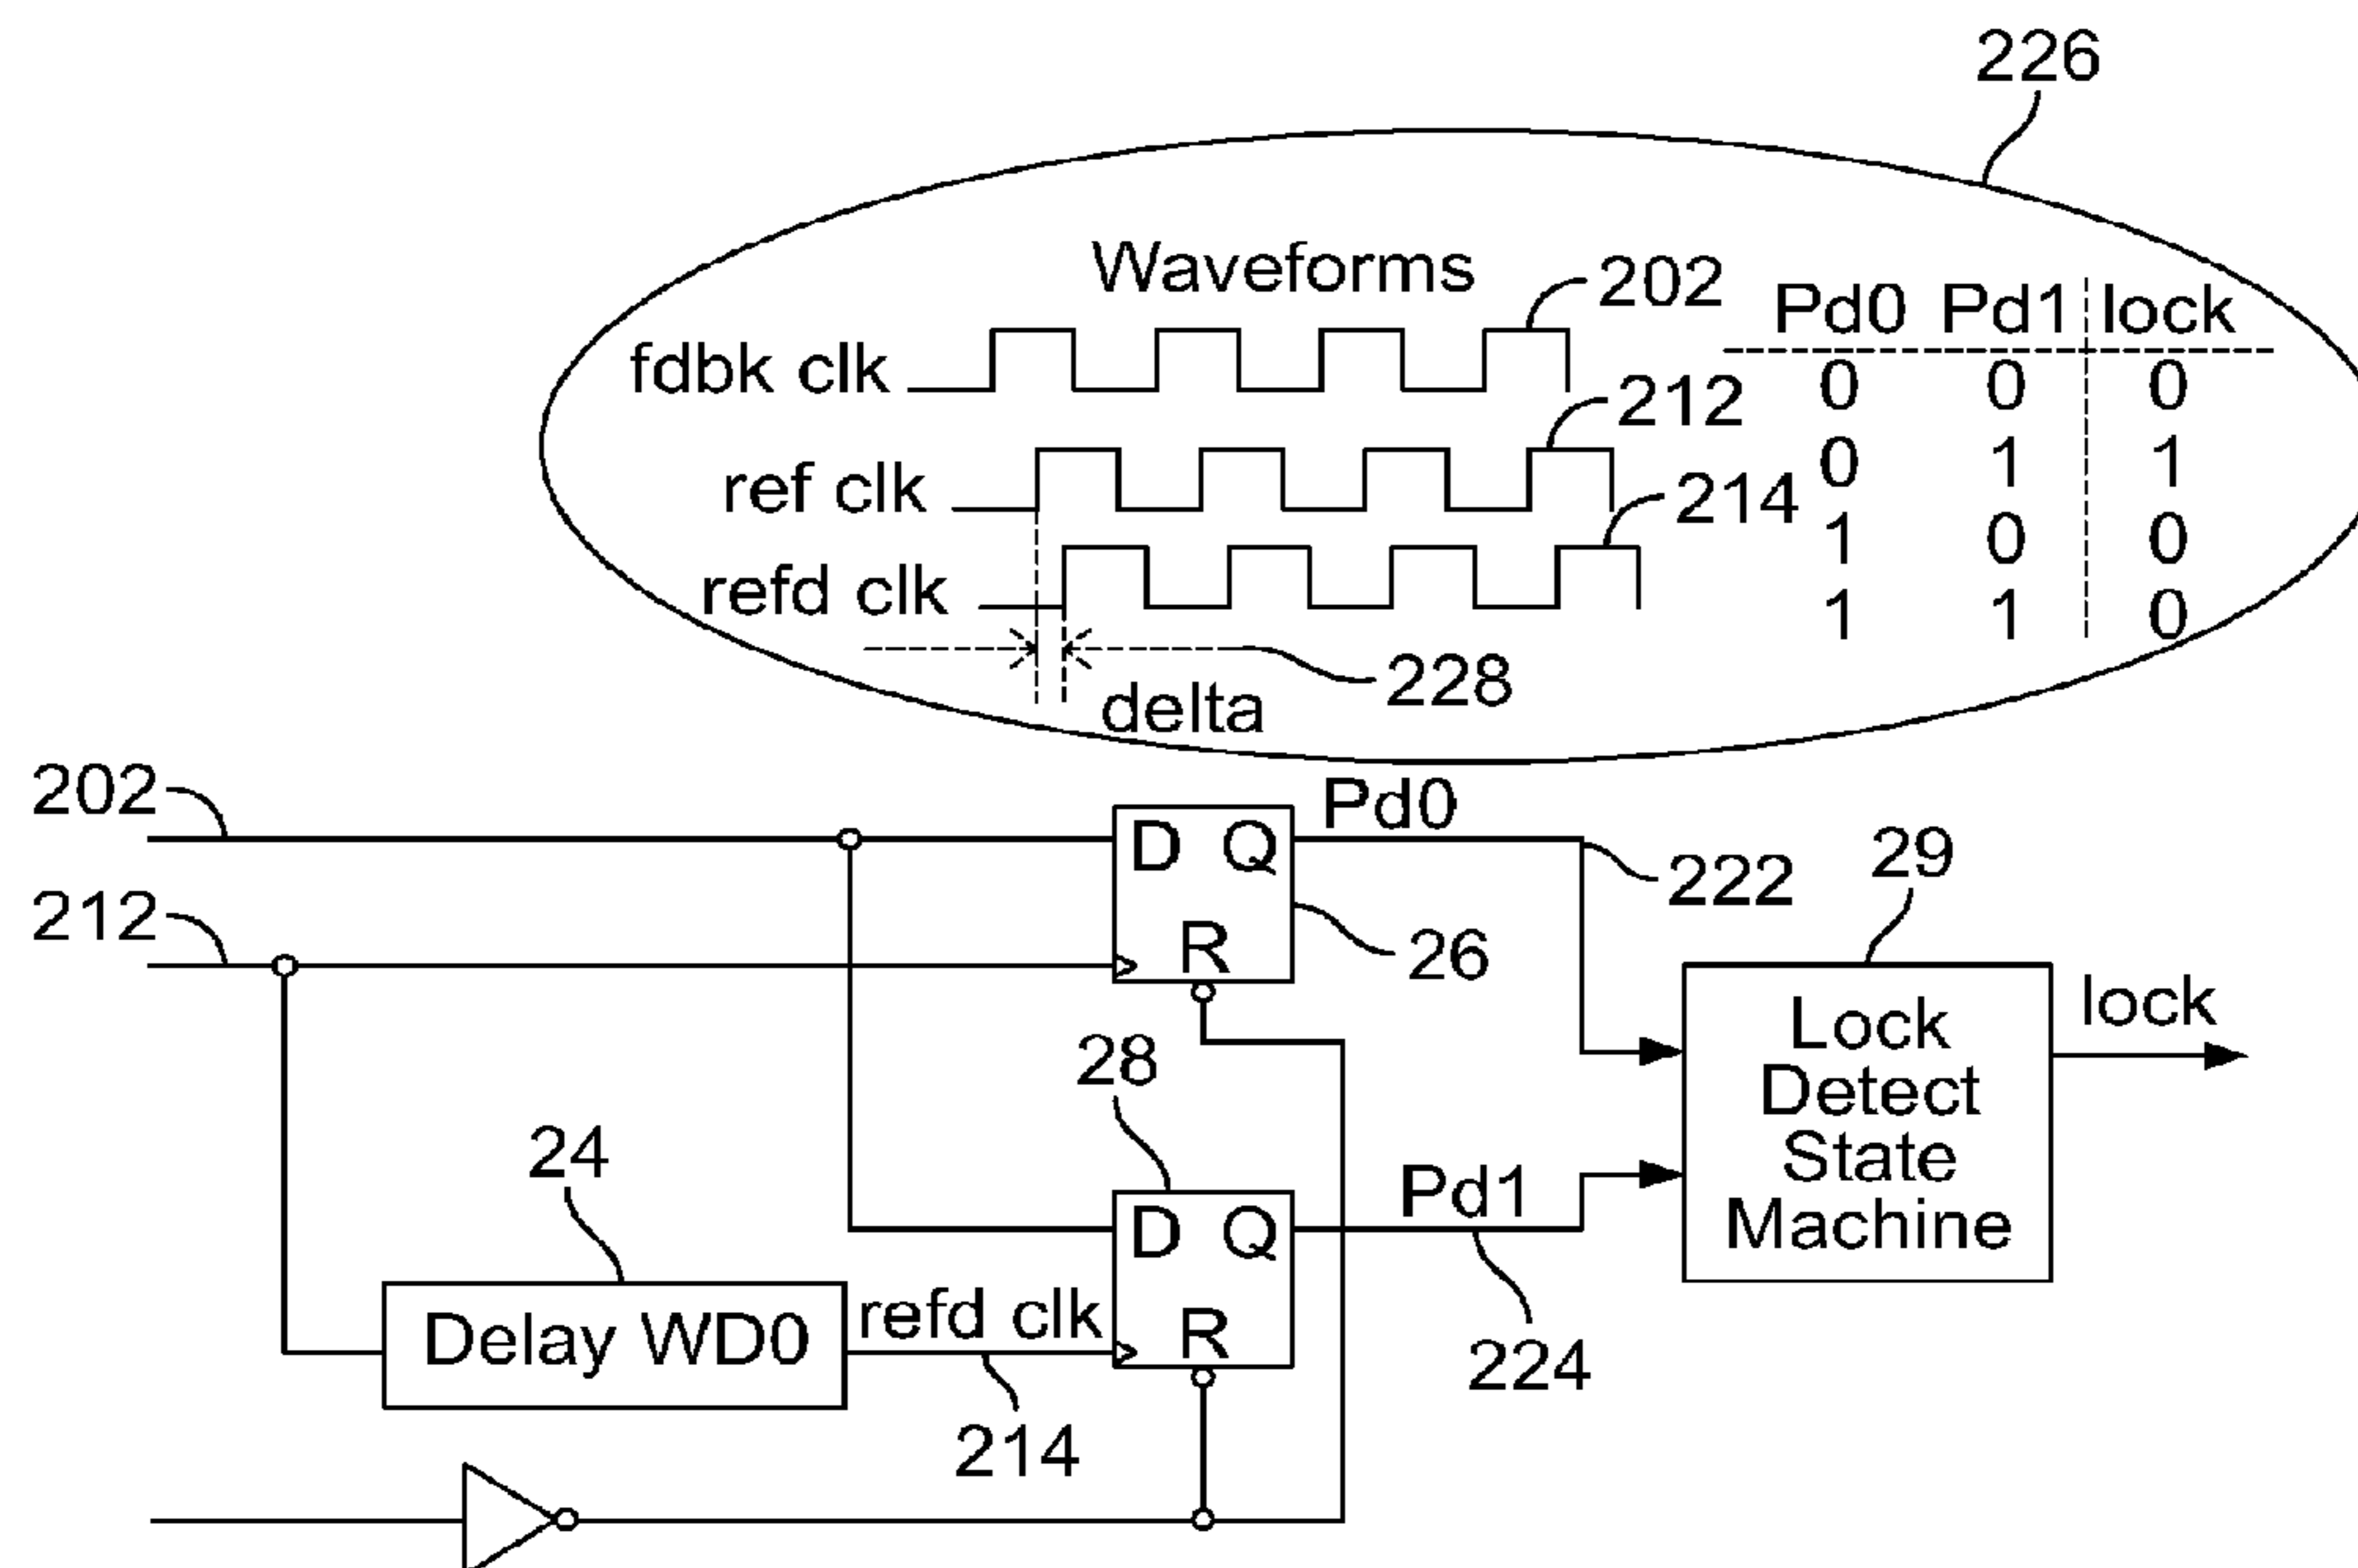 226
Waveforms
202
Pd0 Pd1 lock
fdbk clk
0 0 0
212
ref clk
0 1 1
214
refd clk
1 0 0
1 1 0
228
delta
202
Pd0
D Q
222
29
212
R
26
lock
Lock
Detect
State
Machine
28
24
Pd1
D Q
refd clk
Delay WD0
R
224
214